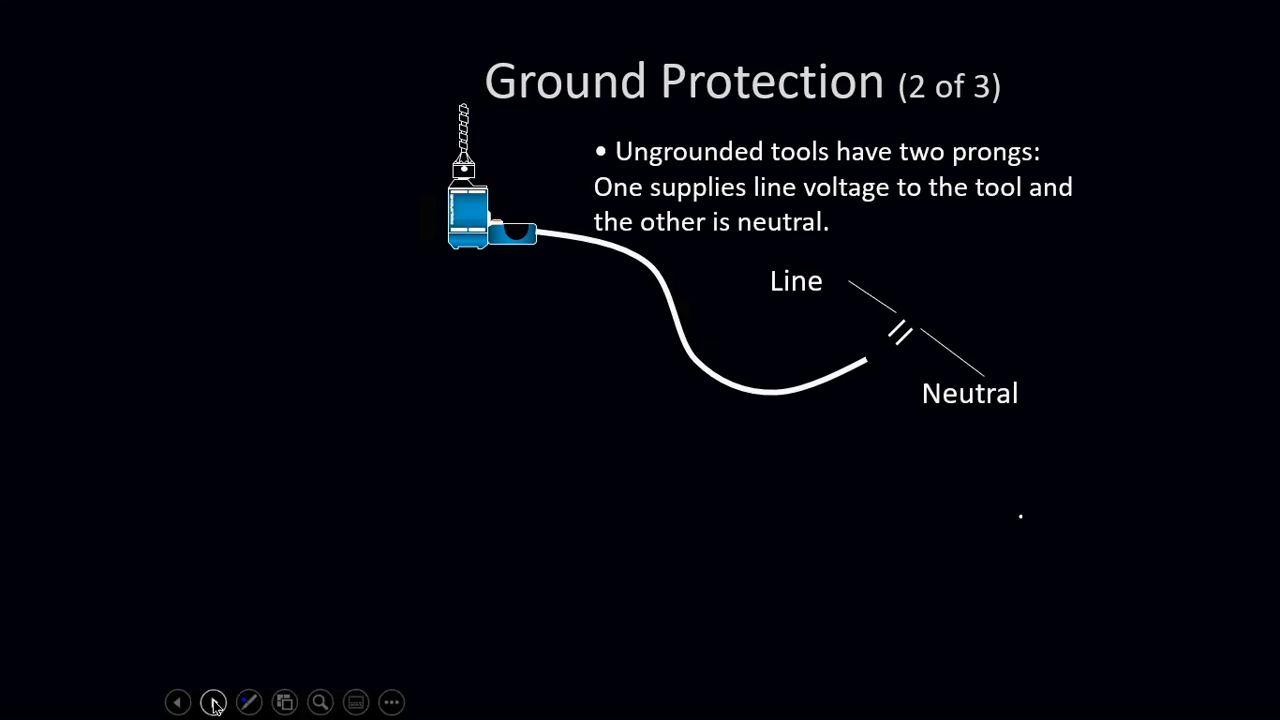 Ground Protection (2 of 3)
• Ungrounded tools have two prongs:
One supplies line voltage to the tool and
the other is neutral.
Line
Neutral
.